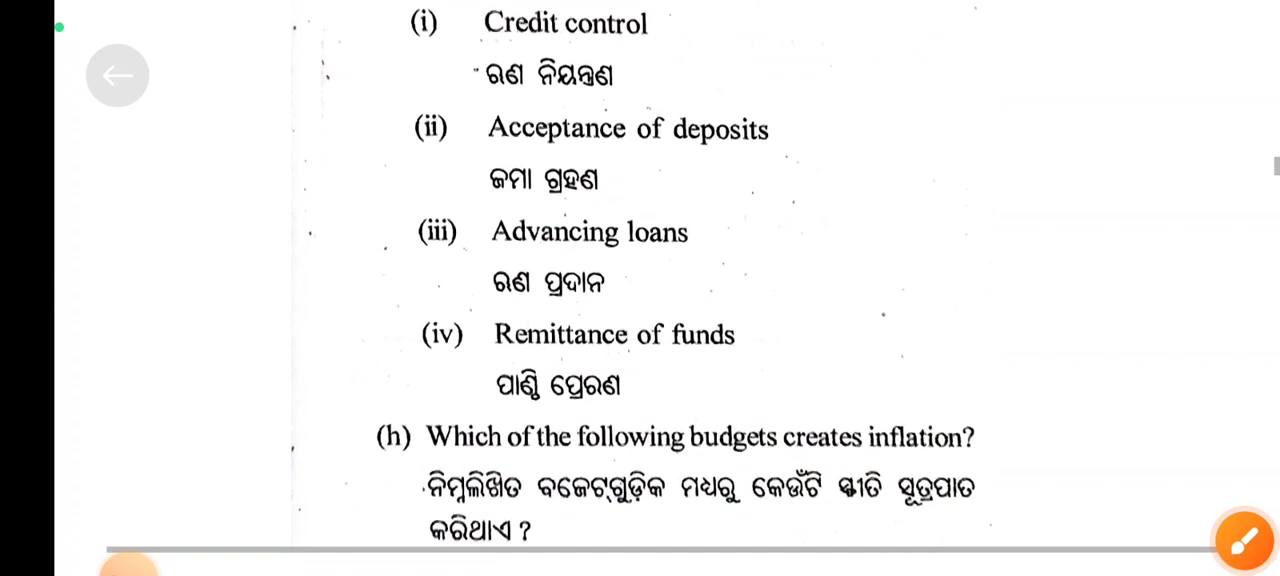 (i) Credit control
ଋଣ ନିୟନ୍ତ୍ରଣ
(ii) Acceptance of deposits
ଜମା ଗ୍ରହଣ
(iii) Advancing loans
ଋଣ ପ୍ରଦାନ
(iv) Remittance of funds
ପାଣ୍ଠି ପ୍ରେରଣ
(h) Which of the following budgets creates inflation?
ନିମ୍ନଲିଖିତ ବଜେଟ୍‌ଗୁଡ଼ିକ ମଧ୍ୟରୁ କେଉଁଟି ସ୍ଫୀତି ସୂତ୍ରପାତ
କରିଥାଏ ?